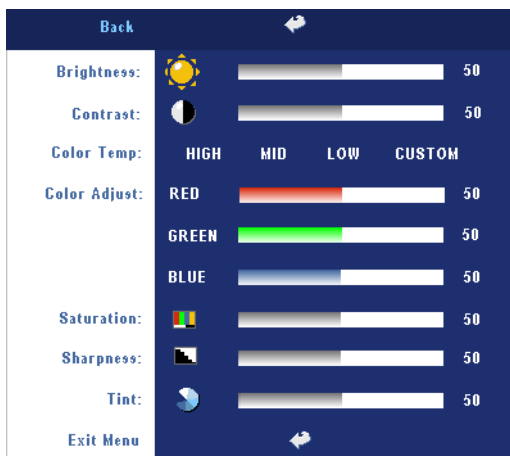 Back
Brightness: 50
Contrast: 50
Color Temp: HIGH MID LOW CUSTOM
Color Adjust: RED 50
GREEN 50
BLUE 50
Saturation: 50
Sharpness: 50
Tint: 50
Exit Menu